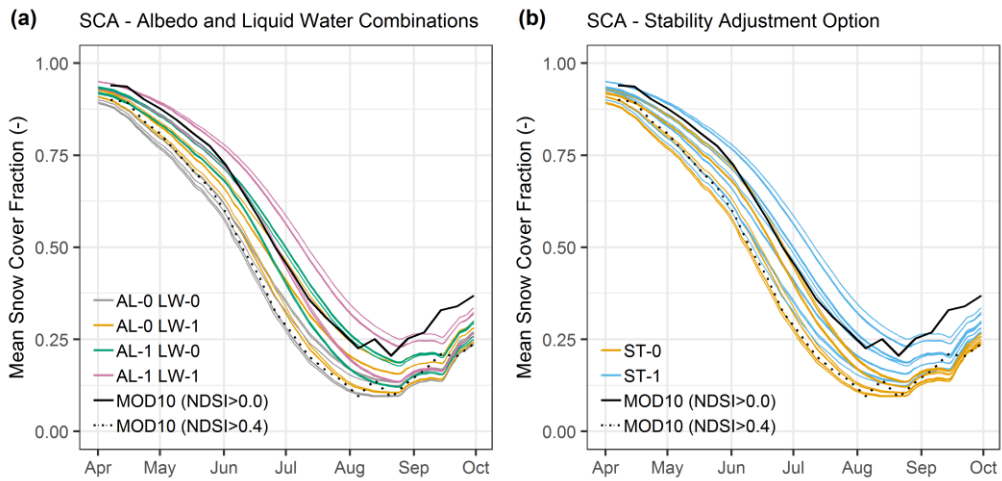 (a) SCA - Albedo and Liquid Water Combinations
Mean Snow Cover Fraction (-)
1.00
0.75
0.50
0.25
0.00
AL-0 LW-0
AL-0 LW-1
AL-1 LW-0
AL-1 LW-1
MOD10 (NDSI>0.0)
MOD10 (NDSI>0.4)
Apr May Jun Jul Aug Sep Oct
(b) SCA - Stability Adjustment Option
Mean Snow Cover Fraction (-)
1.00
0.75
0.50
0.25
0.00
ST-0
ST-1
MOD10 (NDSI>0.0)
MOD10 (NDSI>0.4)
Apr May Jun Jul Aug Sep Oct